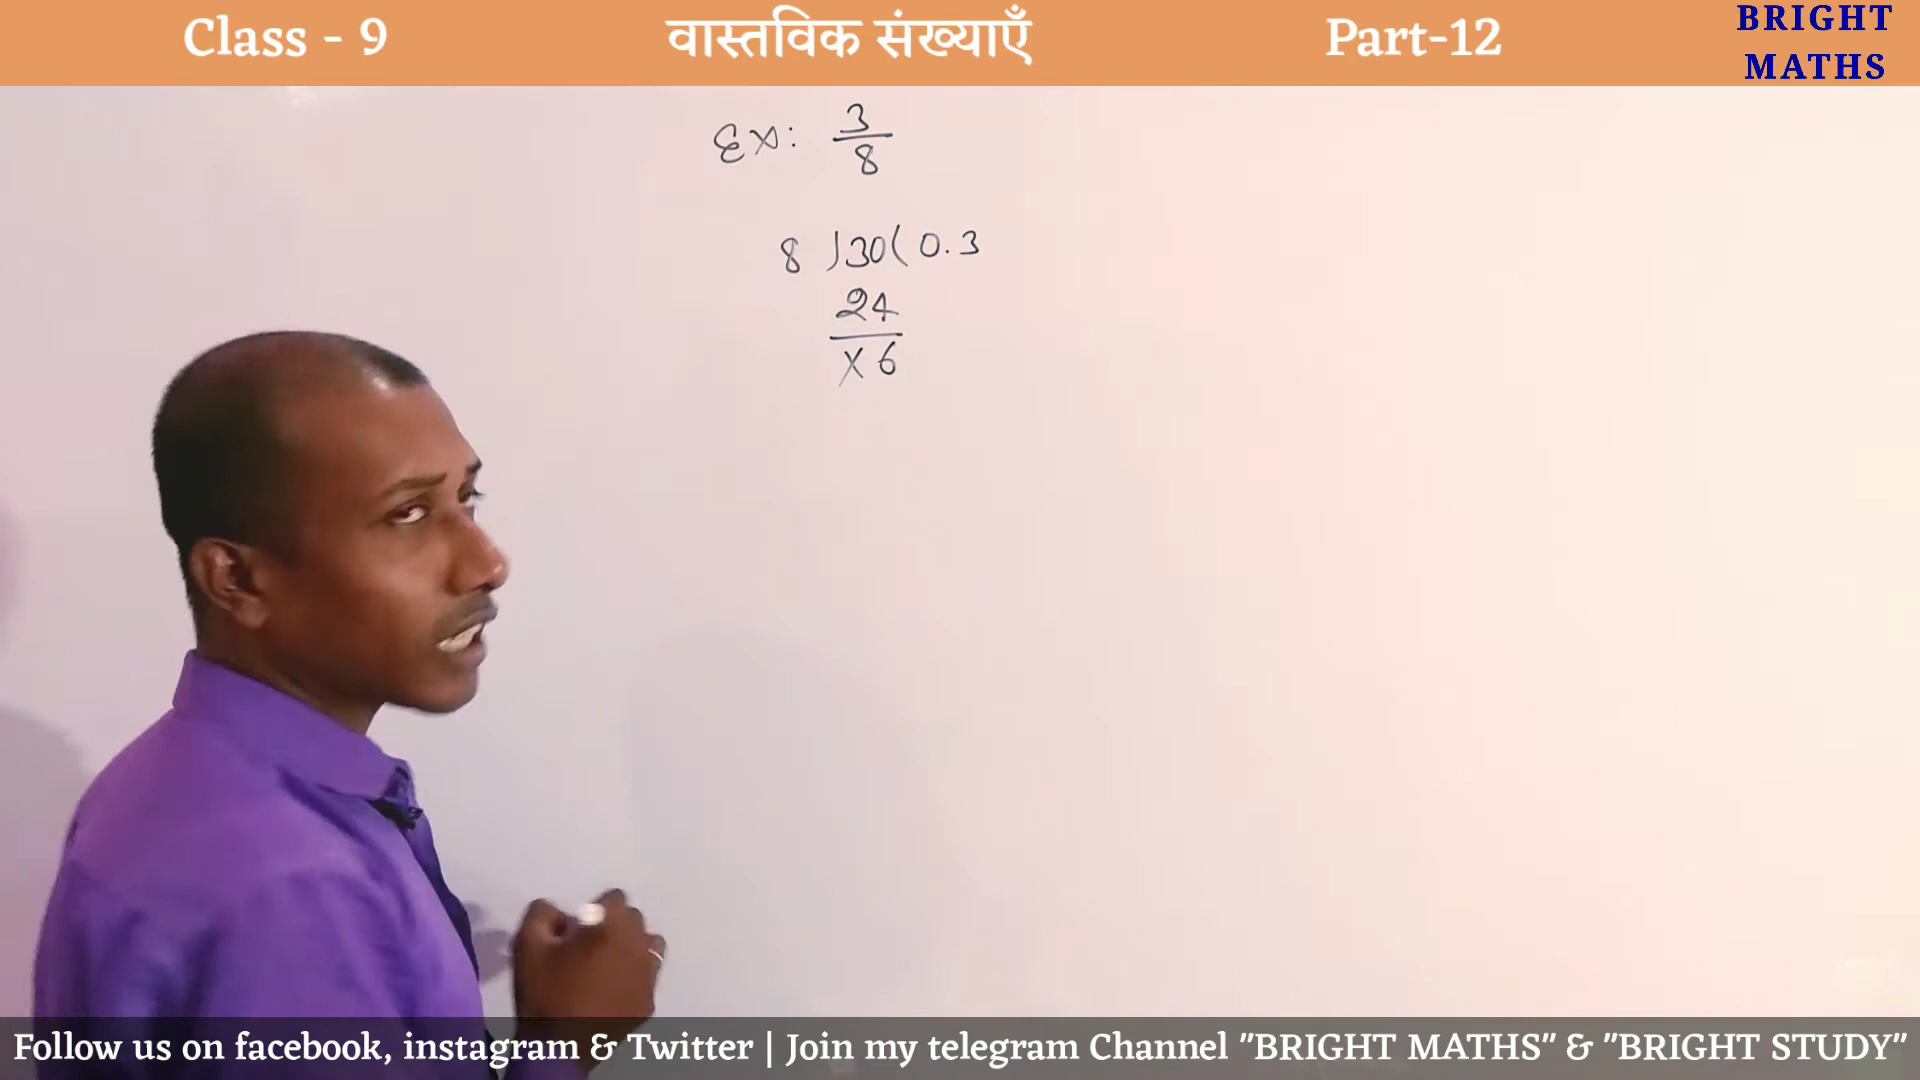 Class - 9
वास्तविक संख्याएँ
Part-12
BRIGHT
MATHS
Ex: 3/8
8 )30( 0.3
24
x 6
Follow us on facebook, instagram & Twitter | Join my telegram Channel "BRIGHT MATHS" & "BRIGHT STUDY"